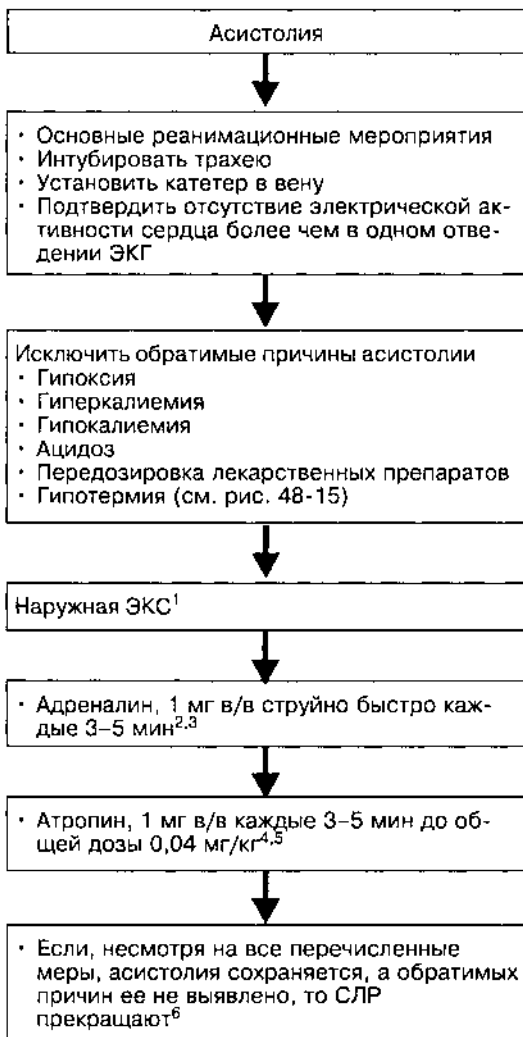 Асистолия
· Основные реанимационные мероприятия
· Интубировать трахею
· Установить катетер в вену
· Подтвердить отсутствие электрической ак-
тивности сердца более чем в одном отве-
дении ЭКГ
Исключить обратимые причины асистолии
· Гипоксия
· Гиперкалиемия
· Гипокалиемия
· Ацидоз
· Передозировка лекарственных препаратов
· Гипотермия (см. рис. 48-15)
Наружная ЭКС¹
· Адреналин, 1 мг в/в струйно быстро каж-
дые 3–5 мин²,³
· Атропин, 1 мг в/в каждые 3–5 мин до об-
щей дозы 0,04 мг/кг⁴,⁵
· Если, несмотря на все перечисленные
меры, асистолия сохраняется, а обратимых
причин ее не выявлено, то СЛР
прекращают⁶